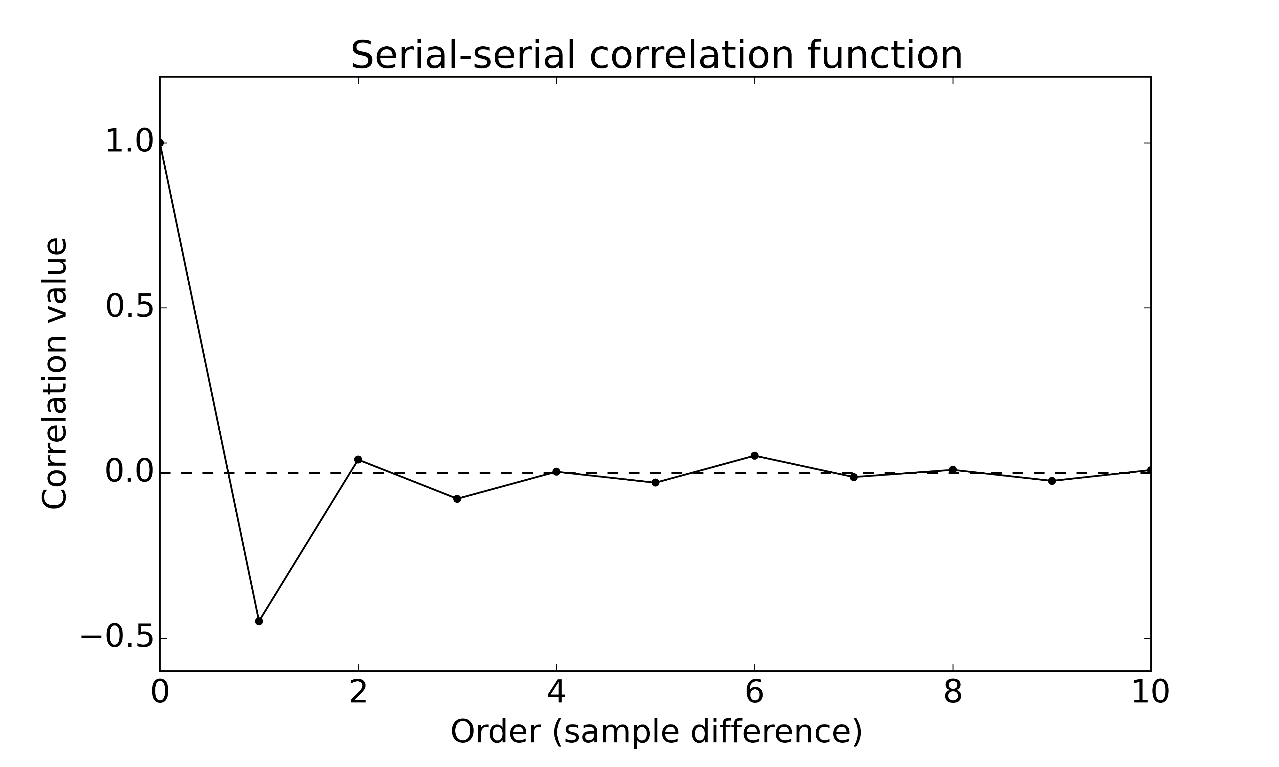 Serial-serial correlation function
1.0
0.5
0.0
−0.5
Correlation value
0 2 4 6 8 10
Order (sample difference)